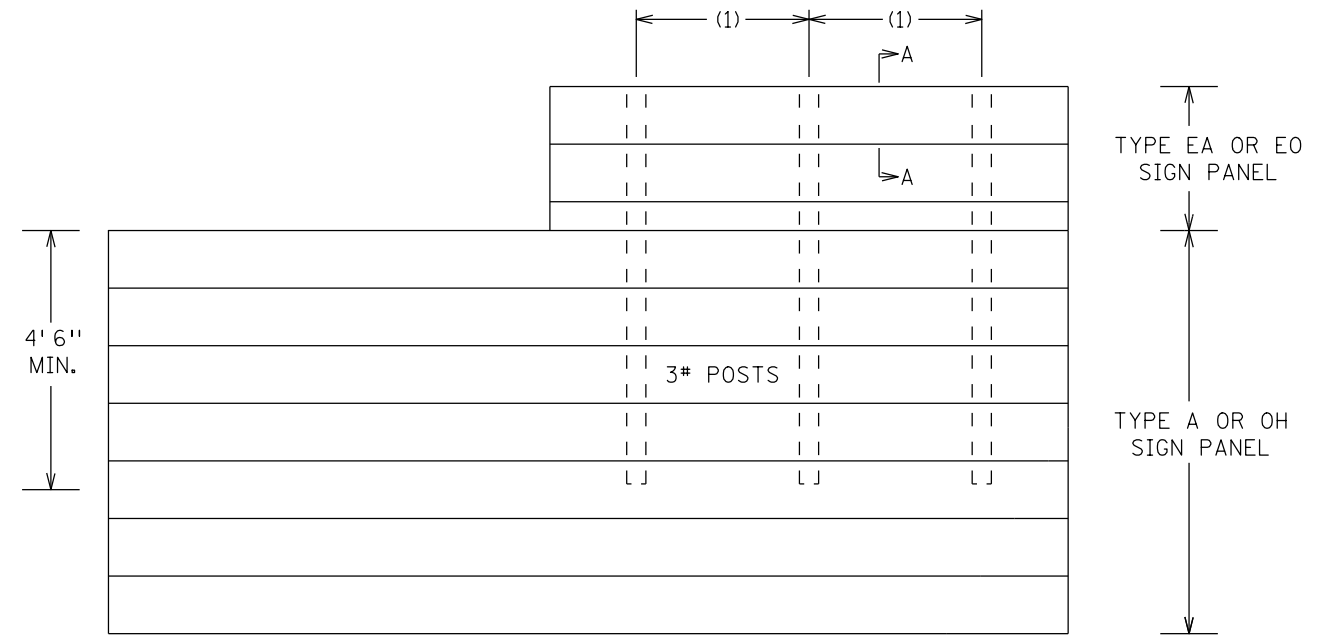 (1) (1)
A
TYPE EA OR EO
SIGN PANEL
A
4'6"
MIN.
3# POSTS
TYPE A OR OH
SIGN PANEL